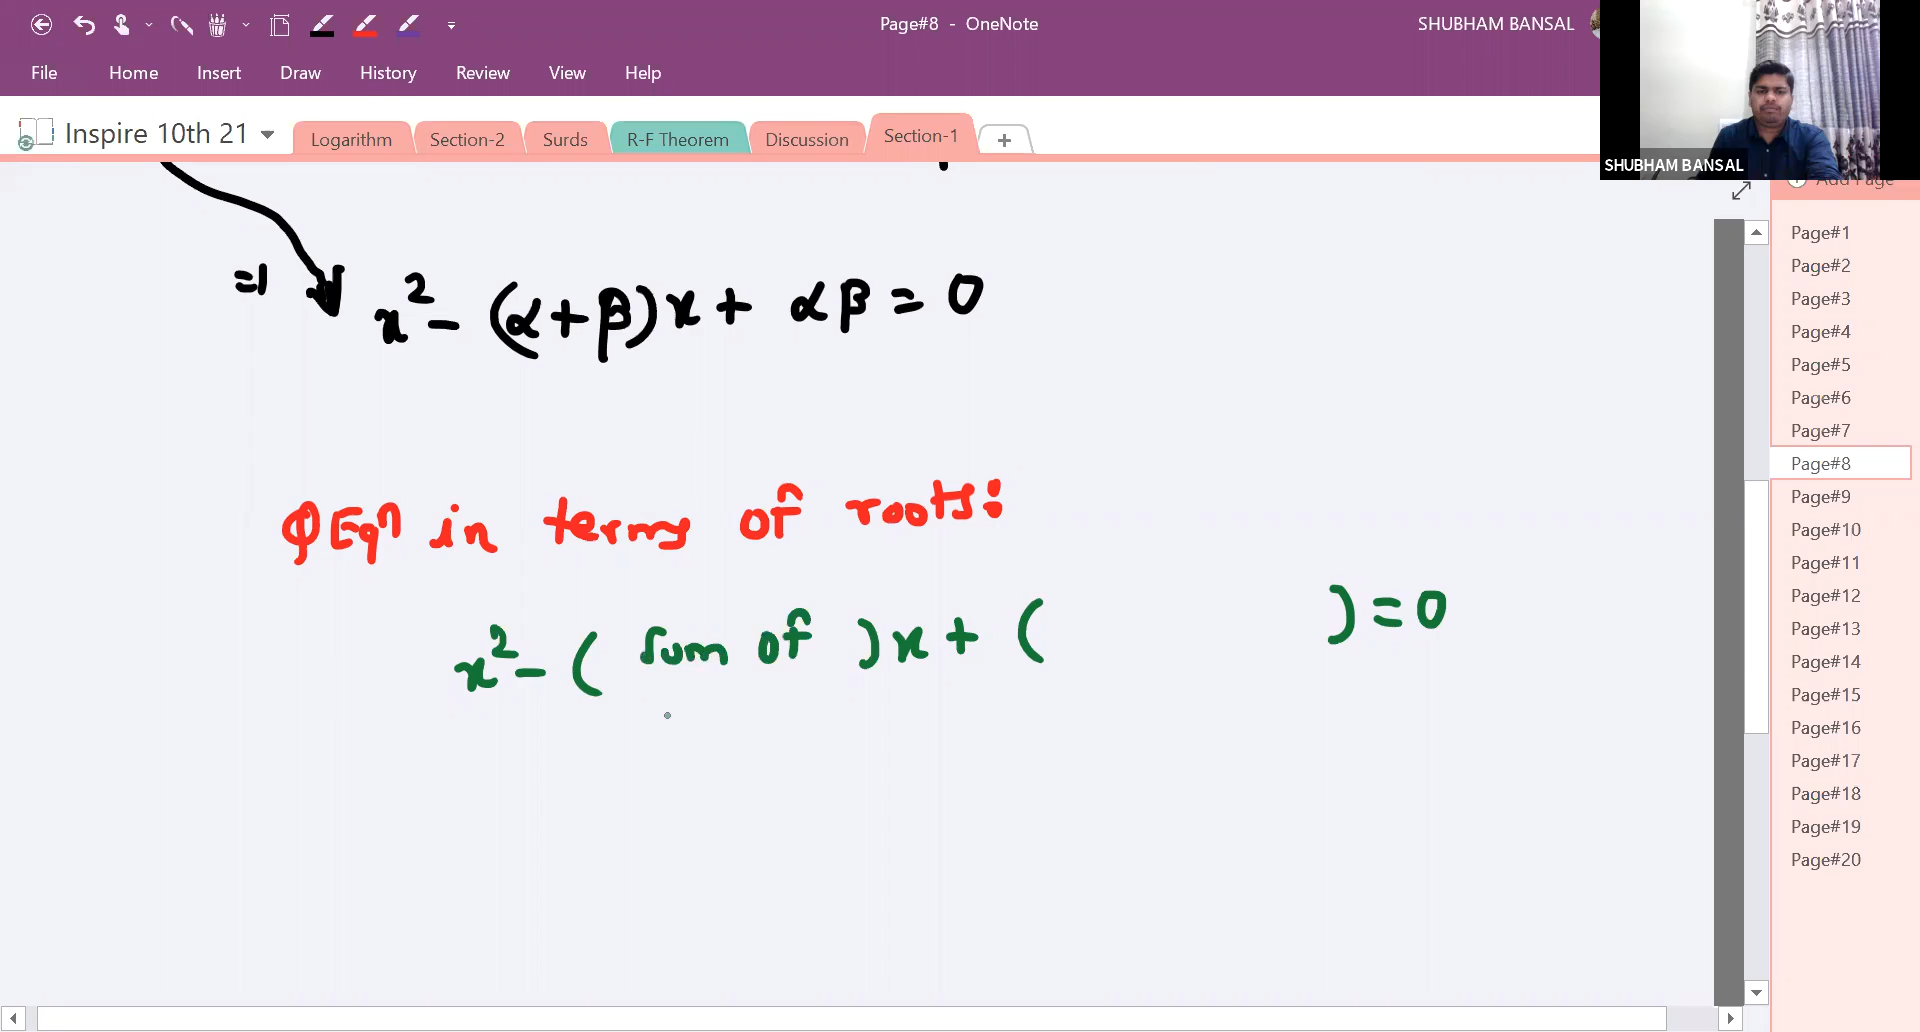 Page#8 - OneNote
SHUBHAM BANSAL
File Home Insert Draw History Review View Help
SHUBHAM BANSAL
Inspire 10th 21
Logarithm Section-2 Surds R-F Theorem Discussion Section-1 +
Add Page
x² - (α+β)x + αβ = 0
Eqⁿ in terms of roots:
x² - ( sum of )x + ( ) = 0
Page#1
Page#2
Page#3
Page#4
Page#5
Page#6
Page#7
Page#8
Page#9
Page#10
Page#11
Page#12
Page#13
Page#14
Page#15
Page#16
Page#17
Page#18
Page#19
Page#20